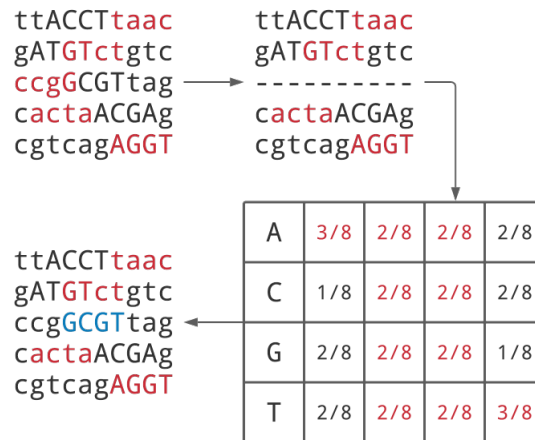 ttACCTtaac
gATGTCtgtc
ccgGCGTtag
cactaACGAg
cgtcagAGGT
ttACCTtaac
gATGTCtgtc
----------
cactaACGAg
cgtcagAGGT
A 3/8 2/8 2/8 2/8
C 1/8 2/8 2/8 2/8
G 2/8 2/8 2/8 1/8
T 2/8 2/8 2/8 3/8
ttACCTtaac
gATGTctgtc
ccgGCGTtag
cactaACGAg
cgtcagAGGT